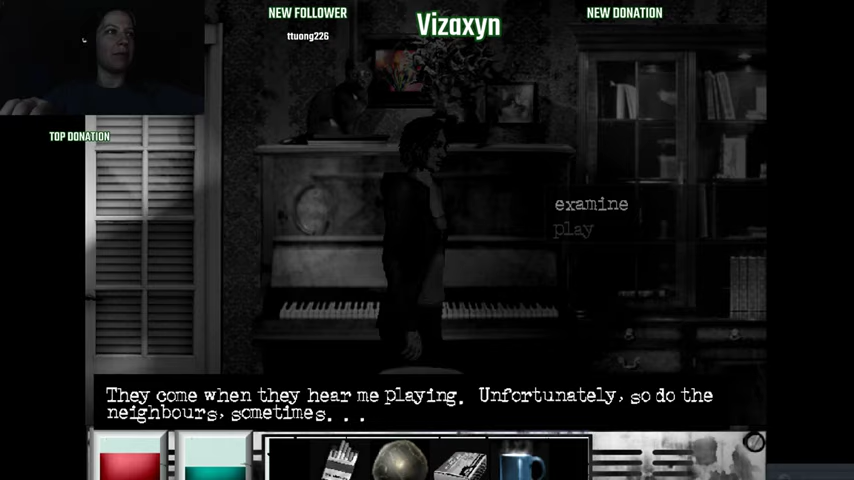 NEW FOLLOWER
ttuong226
Vizaxyn
NEW DONATION
TOP DONATION
examine
play
They come when they hear me playing. Unfortunately, so do the
neighbours, sometimes...